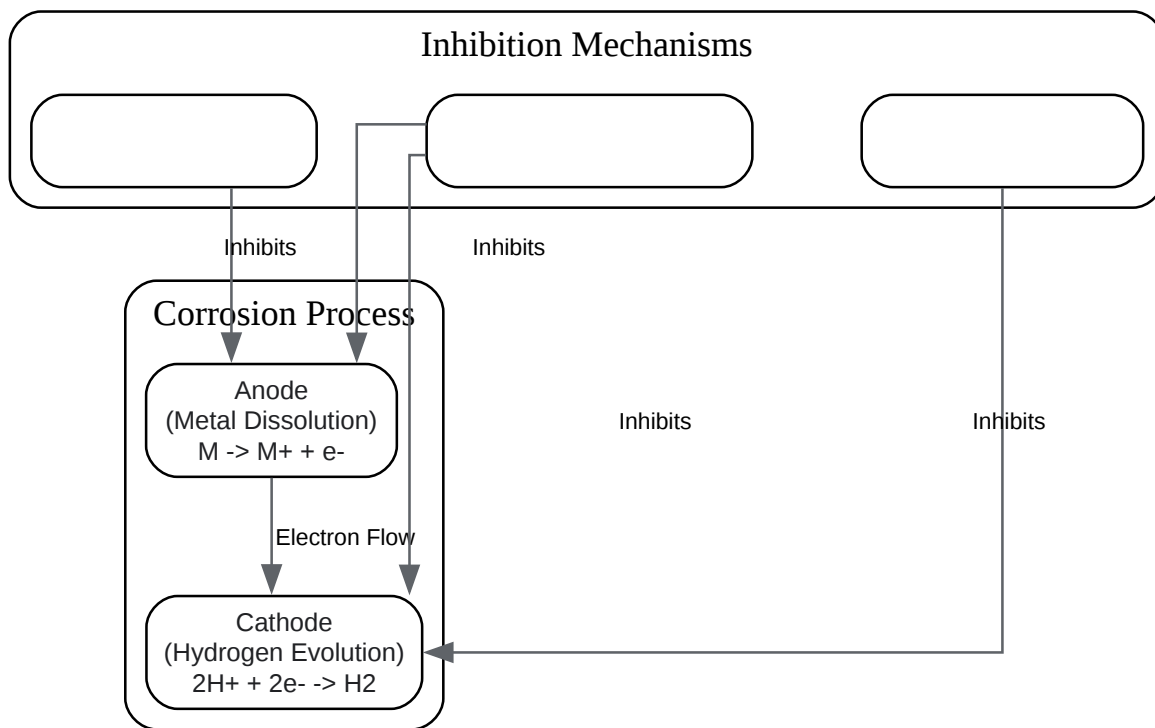 Inhibition Mechanisms
Inhibits
Inhibits
Corrosion Process
Anode
(Metal Dissolution)
M -> M+ + e-
Inhibits
Inhibits
Electron Flow
Cathode
(Hydrogen Evolution)
2H+ + 2e- -> H2